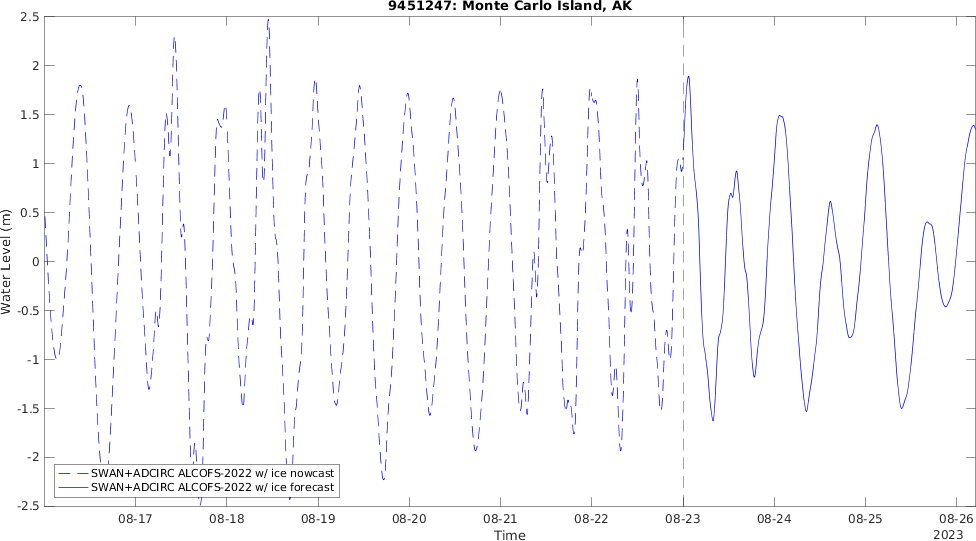 9451247: Monte Carlo Island, AK
2.5
2
1.5
1
0.5
0
-0.5
-1
-1.5
-2
-2.5
Water Level (m)
SWAN+ADCIRC ALCOFS-2022 w/ ice nowcast
SWAN+ADCIRC ALCOFS-2022 w/ ice forecast
08-17 08-18 08-19 08-20 08-21 08-22 08-23 08-24 08-25 08-26
2023
Time